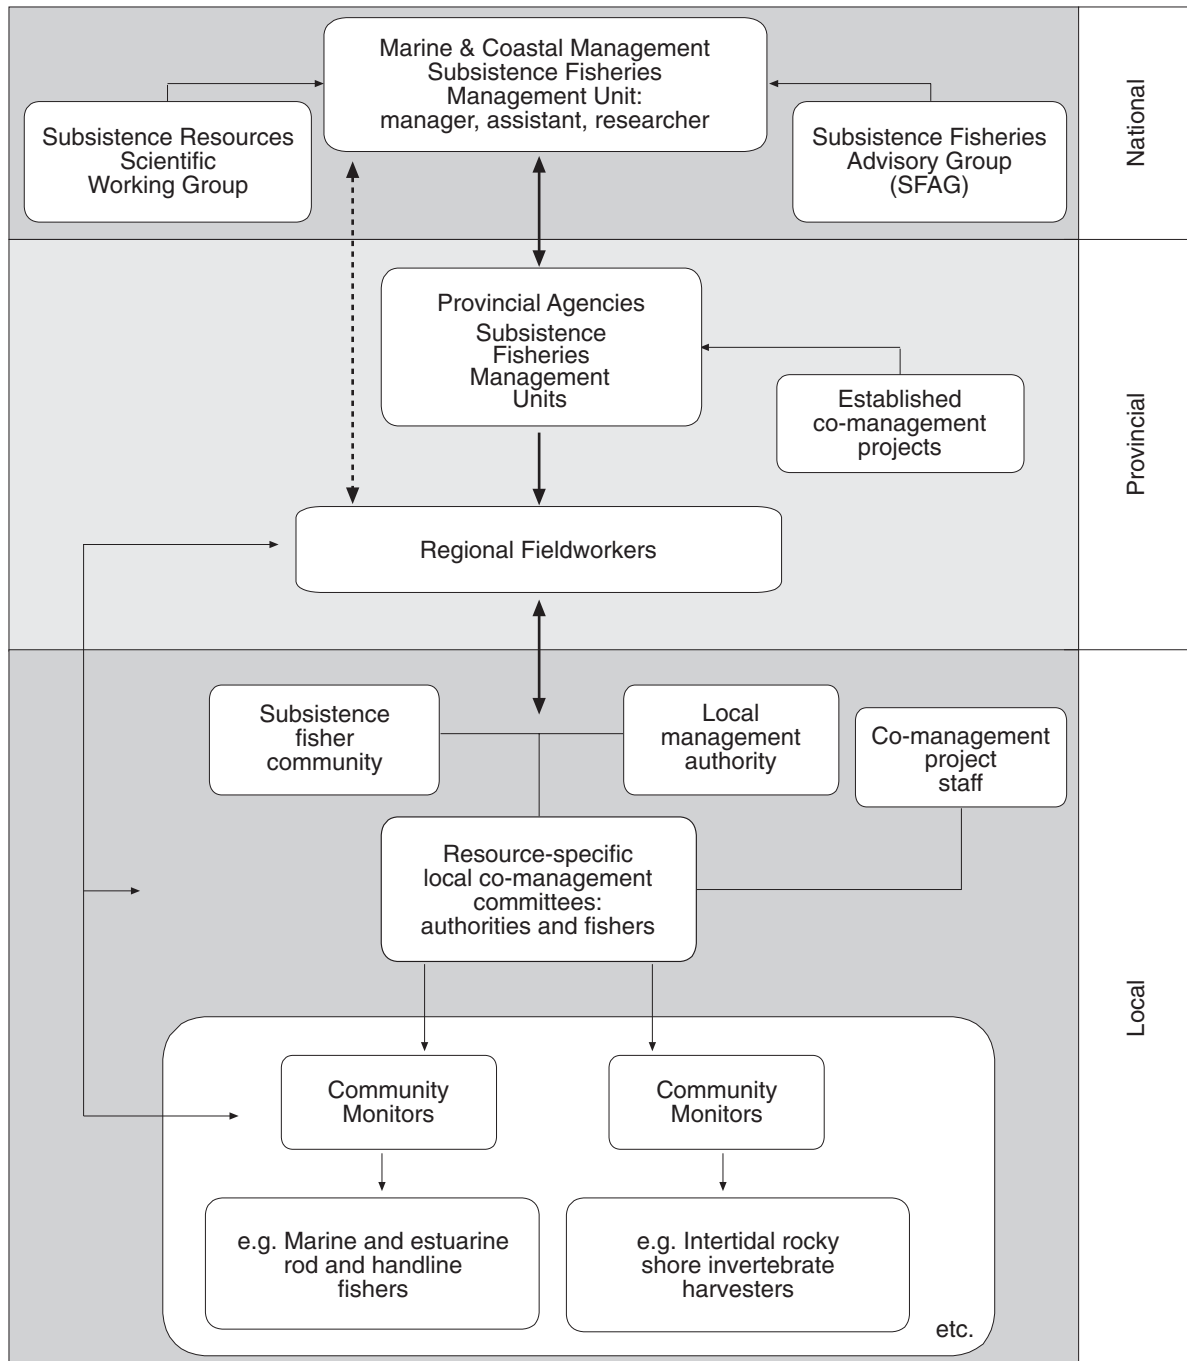 Marine & Coastal Management
Subsistence Fisheries
Management Unit:
manager, assistant, researcher
Subsistence Resources
Scientific
Working Group
Subsistence Fisheries
Advisory Group
(SFAG)
National
Provincial Agencies
Subsistence
Fisheries
Management
Units
Established
co-management
projects
Regional Fieldworkers
Provincial
Subsistence
fisher
community
Local
management
authority
Co-management
project
staff
Resource-specific
local co-management
committees:
authorities and fishers
Local
Community
Monitors
Community
Monitors
e.g. Marine and estuarine
rod and handline
fishers
e.g. Intertidal rocky
shore invertebrate
harvesters
etc.